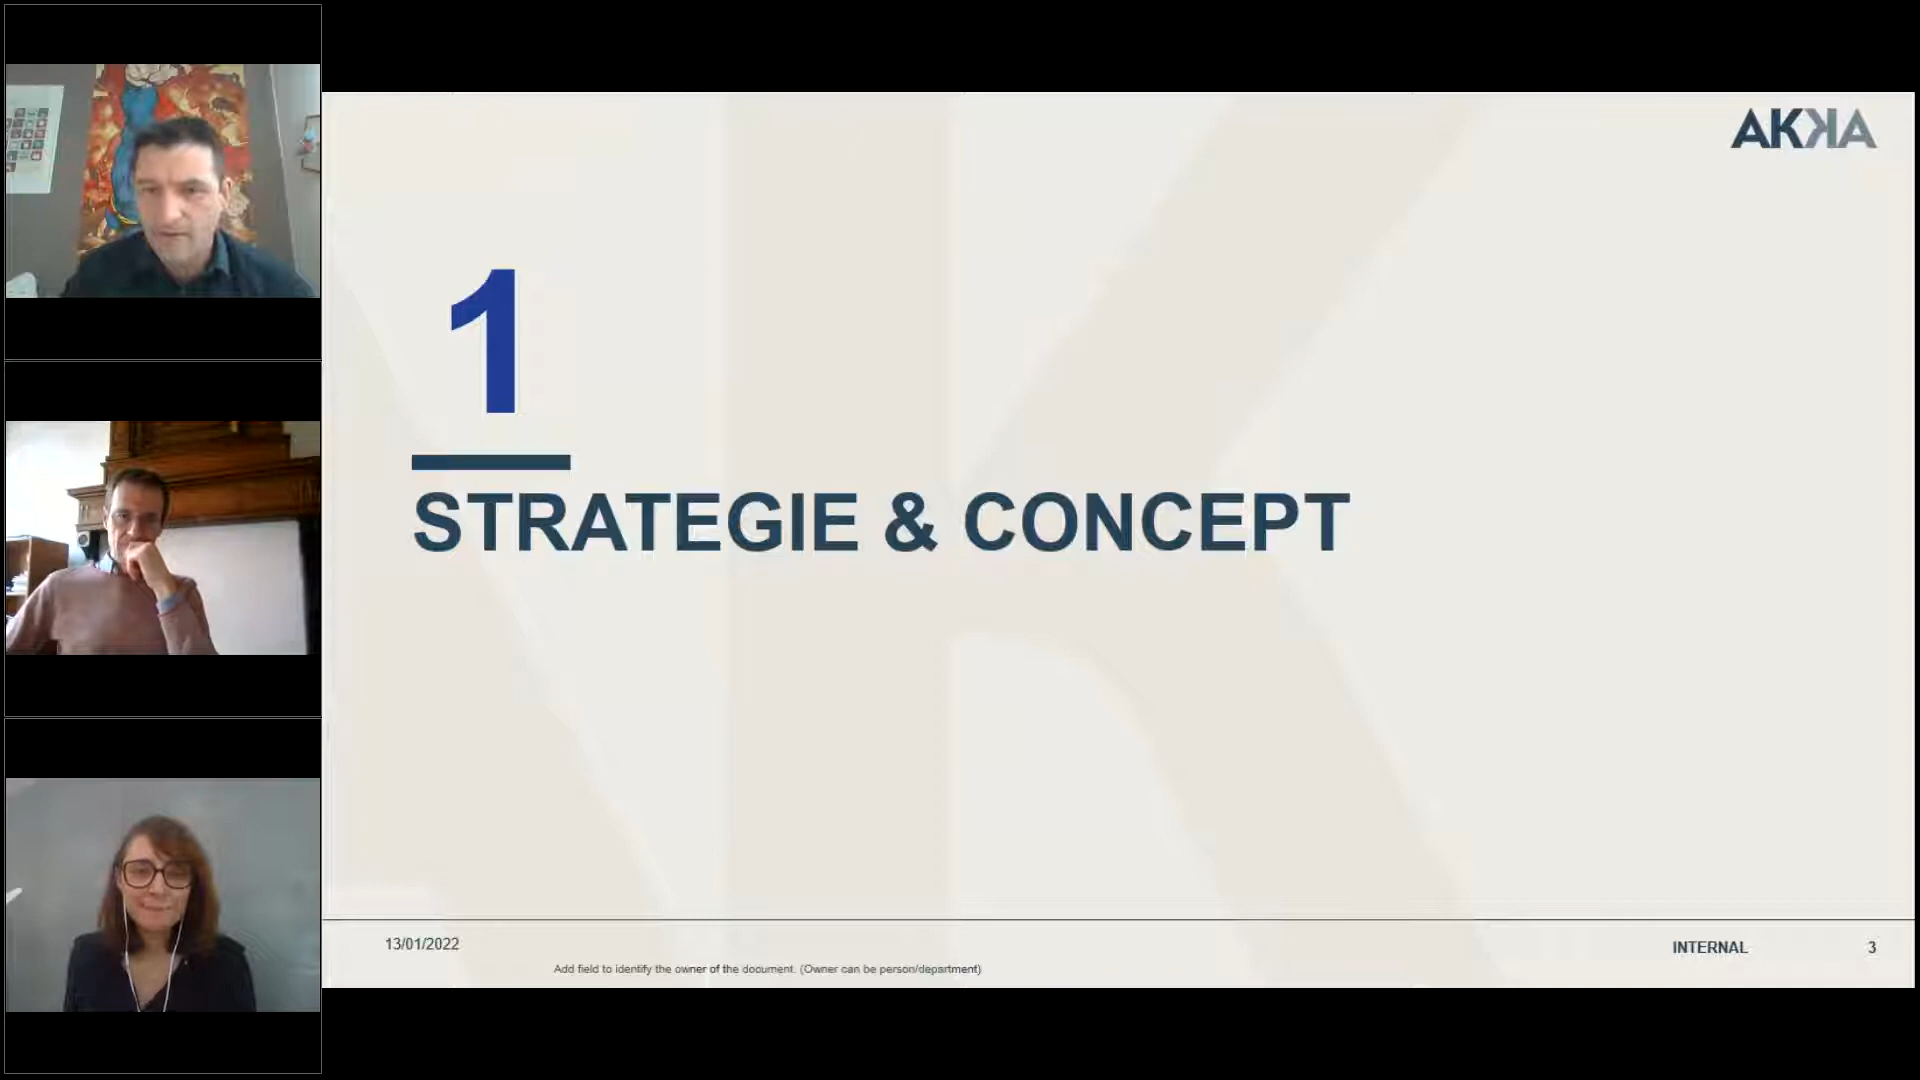 AKKA
1
STRATEGIE & CONCEPT
13/01/2022
INTERNAL
3
Add field to identify the owner of the document. (Owner can be person/department)